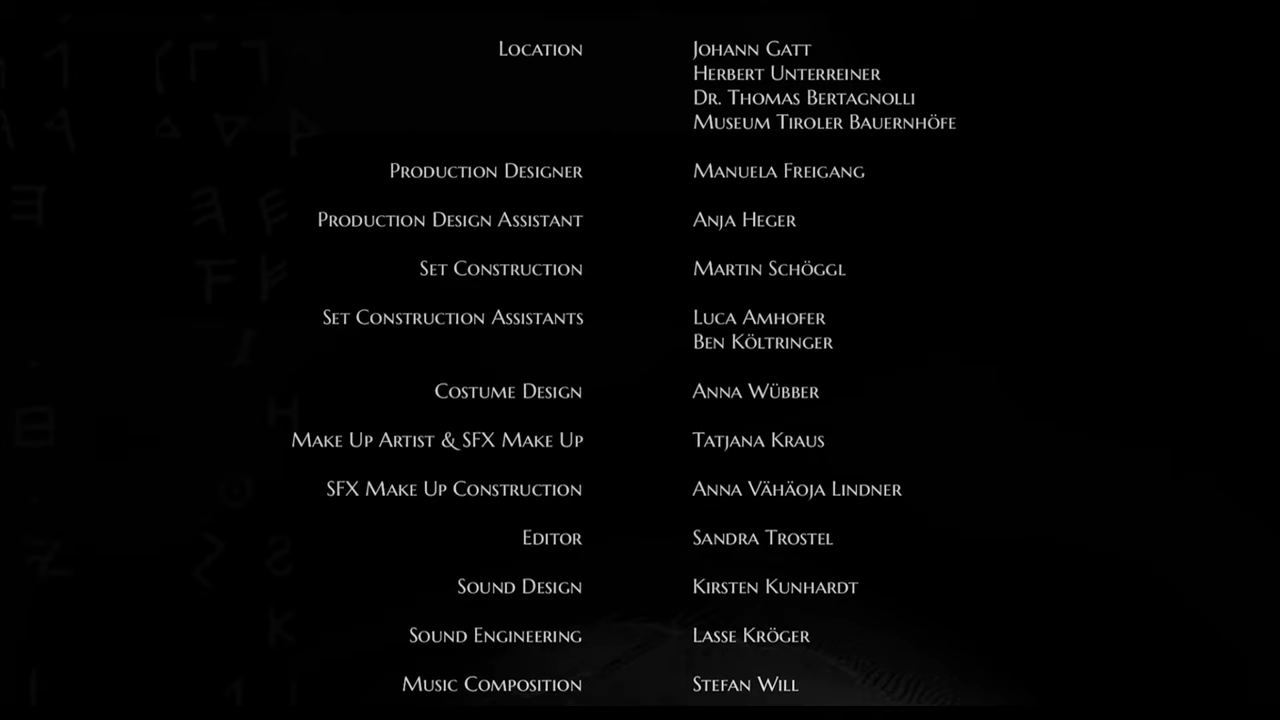 Location Johann Gatt
Herbert Unterreiner
Dr. Thomas Bertagnolli
Museum Tiroler Bauernhöfe
Production Designer Manuela Freigang
Production Design Assistant Anja Heger
Set Construction Martin Schöggl
Set Construction Assistants Luca Amhofer
Ben Költringer
Costume Design Anna Wübber
Make Up Artist & SFX Make Up Tatjana Kraus
SFX Make Up Construction Anna Vähäoja Lindner
Editor Sandra Trostel
Sound Design Kirsten Kunhardt
Sound Engineering Lasse Kröger
Music Composition Stefan Will